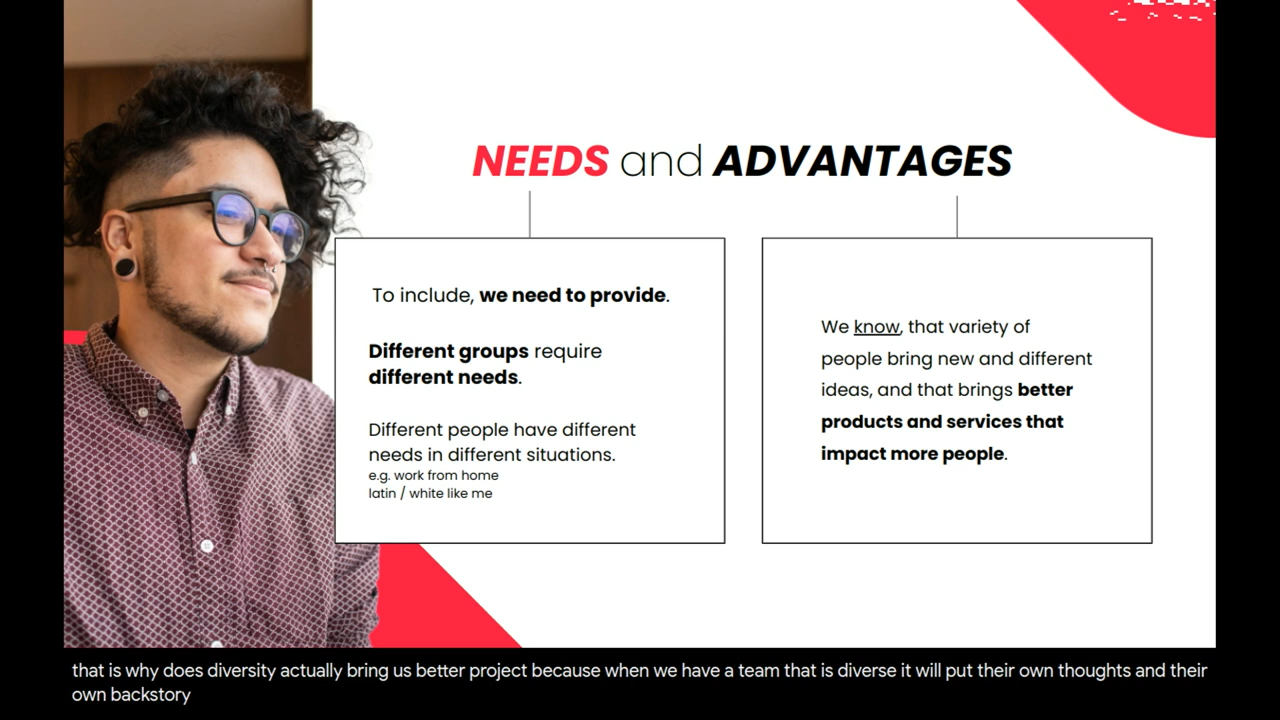 NEEDS and ADVANTAGES
To include, we need to provide.
Different groups require
different needs.
Different people have different
needs in different situations.
e.g. work from home
latin / white like me
We know, that variety of
people bring new and different
ideas, and that brings better
products and services that
impact more people.
that is why does diversity actually bring us better project because when we have a team that is diverse it will put their own thoughts and their
own backstory